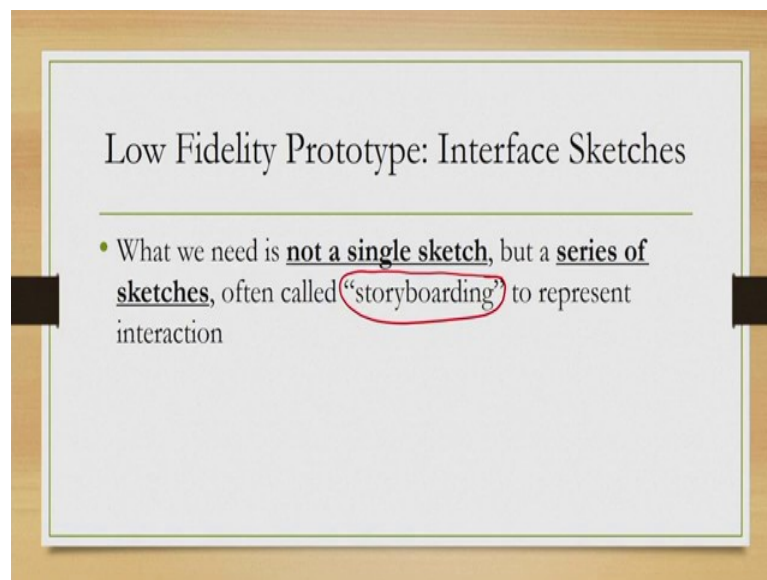 Low Fidelity Prototype: Interface Sketches
• What we need is not a single sketch, but a series of
sketches, often called “storyboarding” to represent
interaction